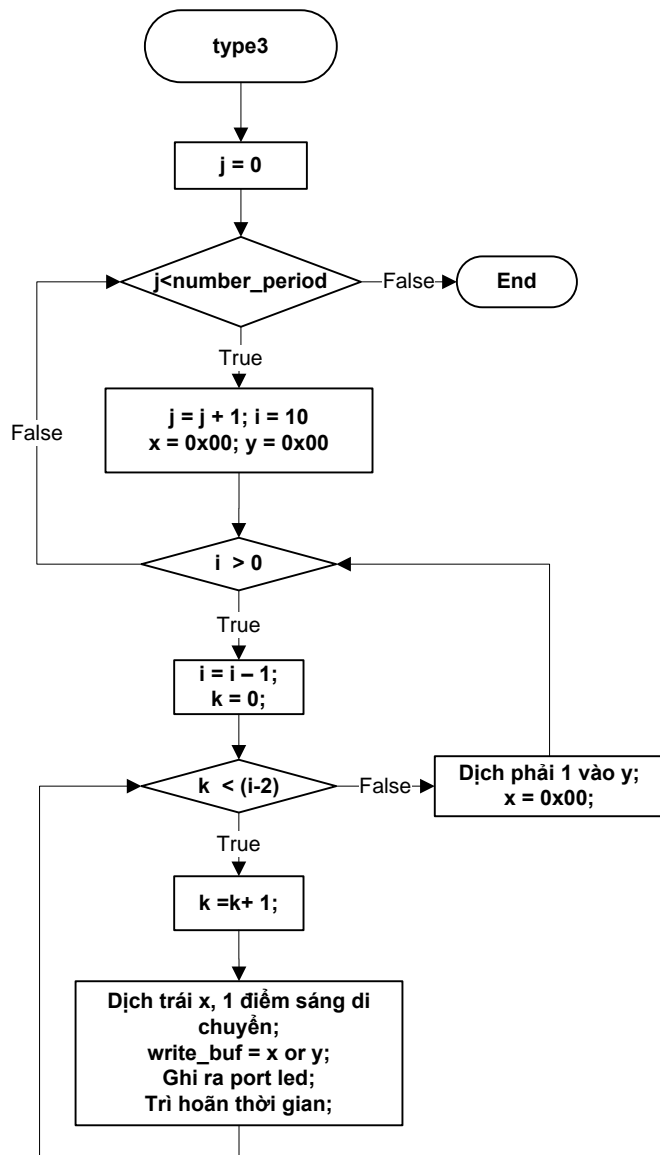 type3
j = 0
j<number_period
False
End
True
j = j + 1; i = 10
x = 0x00; y = 0x00
False
i > 0
True
i = i – 1;
k = 0;
k < (i-2)
False
Dịch phải 1 vào y;
x = 0x00;
True
k =k+ 1;
Dịch trái x, 1 điểm sáng di
chuyển;
write_buf = x or y;
Ghi ra port led;
Trì hoãn thời gian;